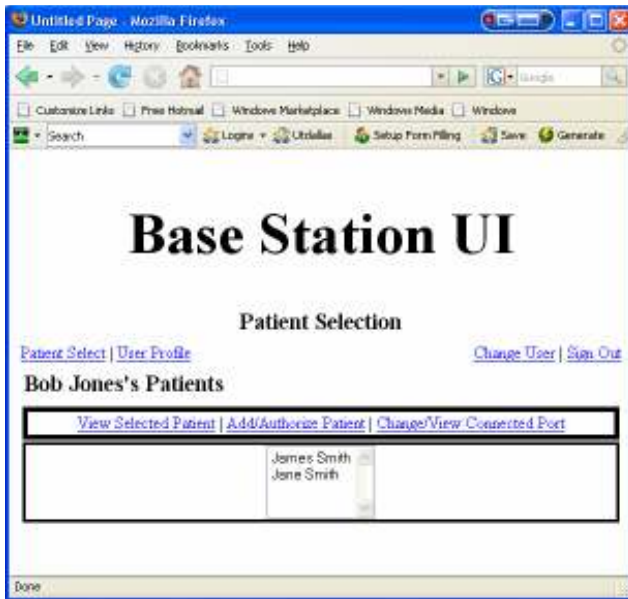 Untitled Page - Mozilla Firefox
File Edit View History Bookmarks Tools Help
Google
Customize Links Free Hotmail Windows Marketplace Windows Media Windows
Search Logins Utdallas Setup Form Filling Save Generate
Base Station UI
Patient Selection
Patient Select | User Profile Change User | Sign Out
Bob Jones's Patients
View Selected Patient | Add/Authorize Patient | Change/View Connected Port
James Smith
Jane Smith
Done